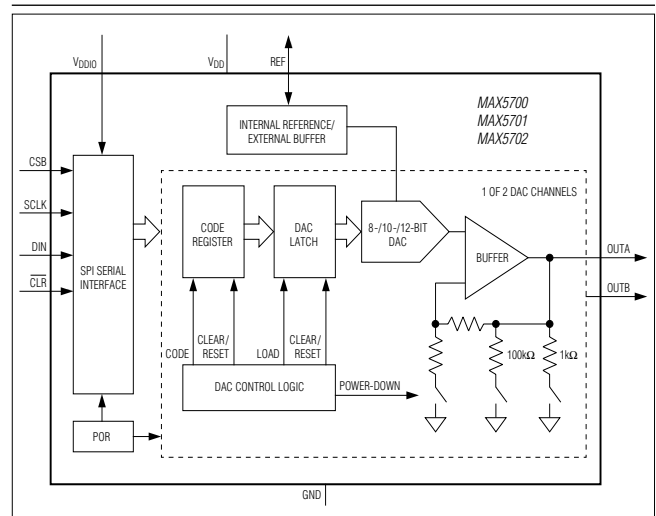 VDDIO
VDD
REF
MAX5700
MAX5701
MAX5702
INTERNAL REFERENCE/
EXTERNAL BUFFER
1 OF 2 DAC CHANNELS
CSB
SCLK
DIN
CLR
SPI SERIAL
INTERFACE
CODE
REGISTER
DAC
LATCH
8-/10-/12-BIT
DAC
BUFFER
OUTA
OUTB
CODE
CLEAR/
RESET
LOAD
CLEAR/
RESET
100kΩ
1kΩ
DAC CONTROL LOGIC
POWER-DOWN
POR
GND